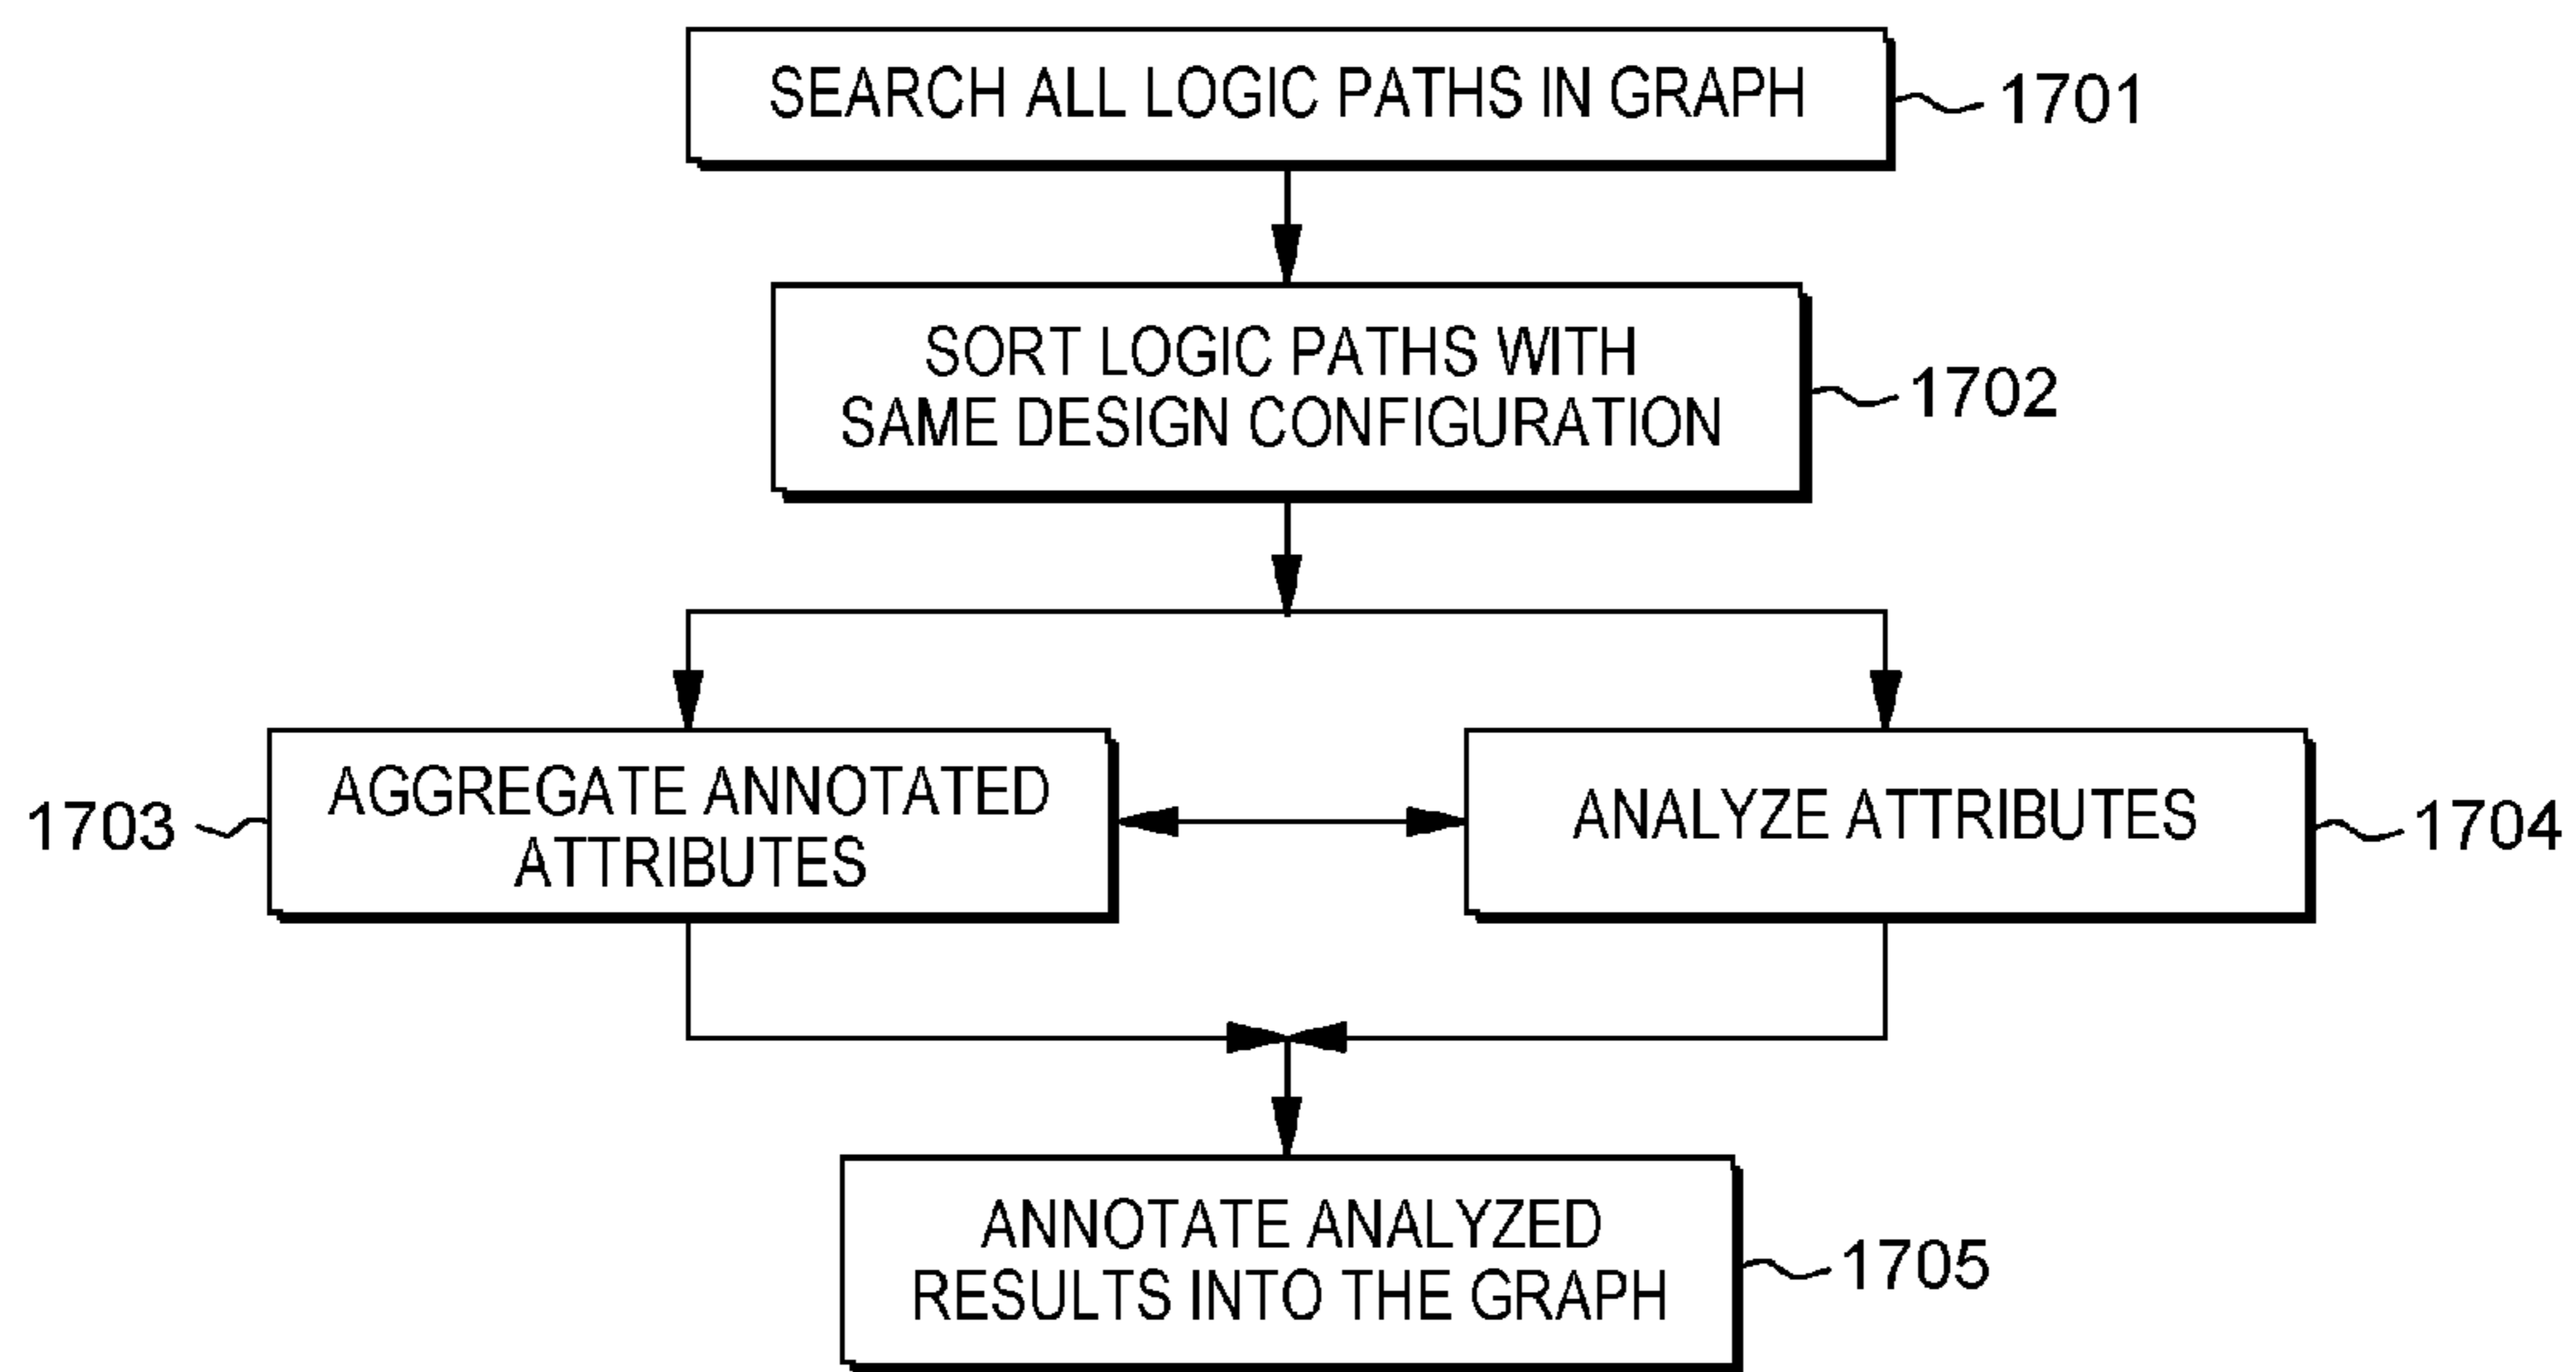 SEARCH ALL LOGIC PATHS IN GRAPH
1701
SORT LOGIC PATHS WITH
SAME DESIGN CONFIGURATION
1702
1703
AGGREGATE ANNOTATED
ATTRIBUTES
ANALYZE ATTRIBUTES
1704
ANNOTATE ANALYZED
RESULTS INTO THE GRAPH
1705